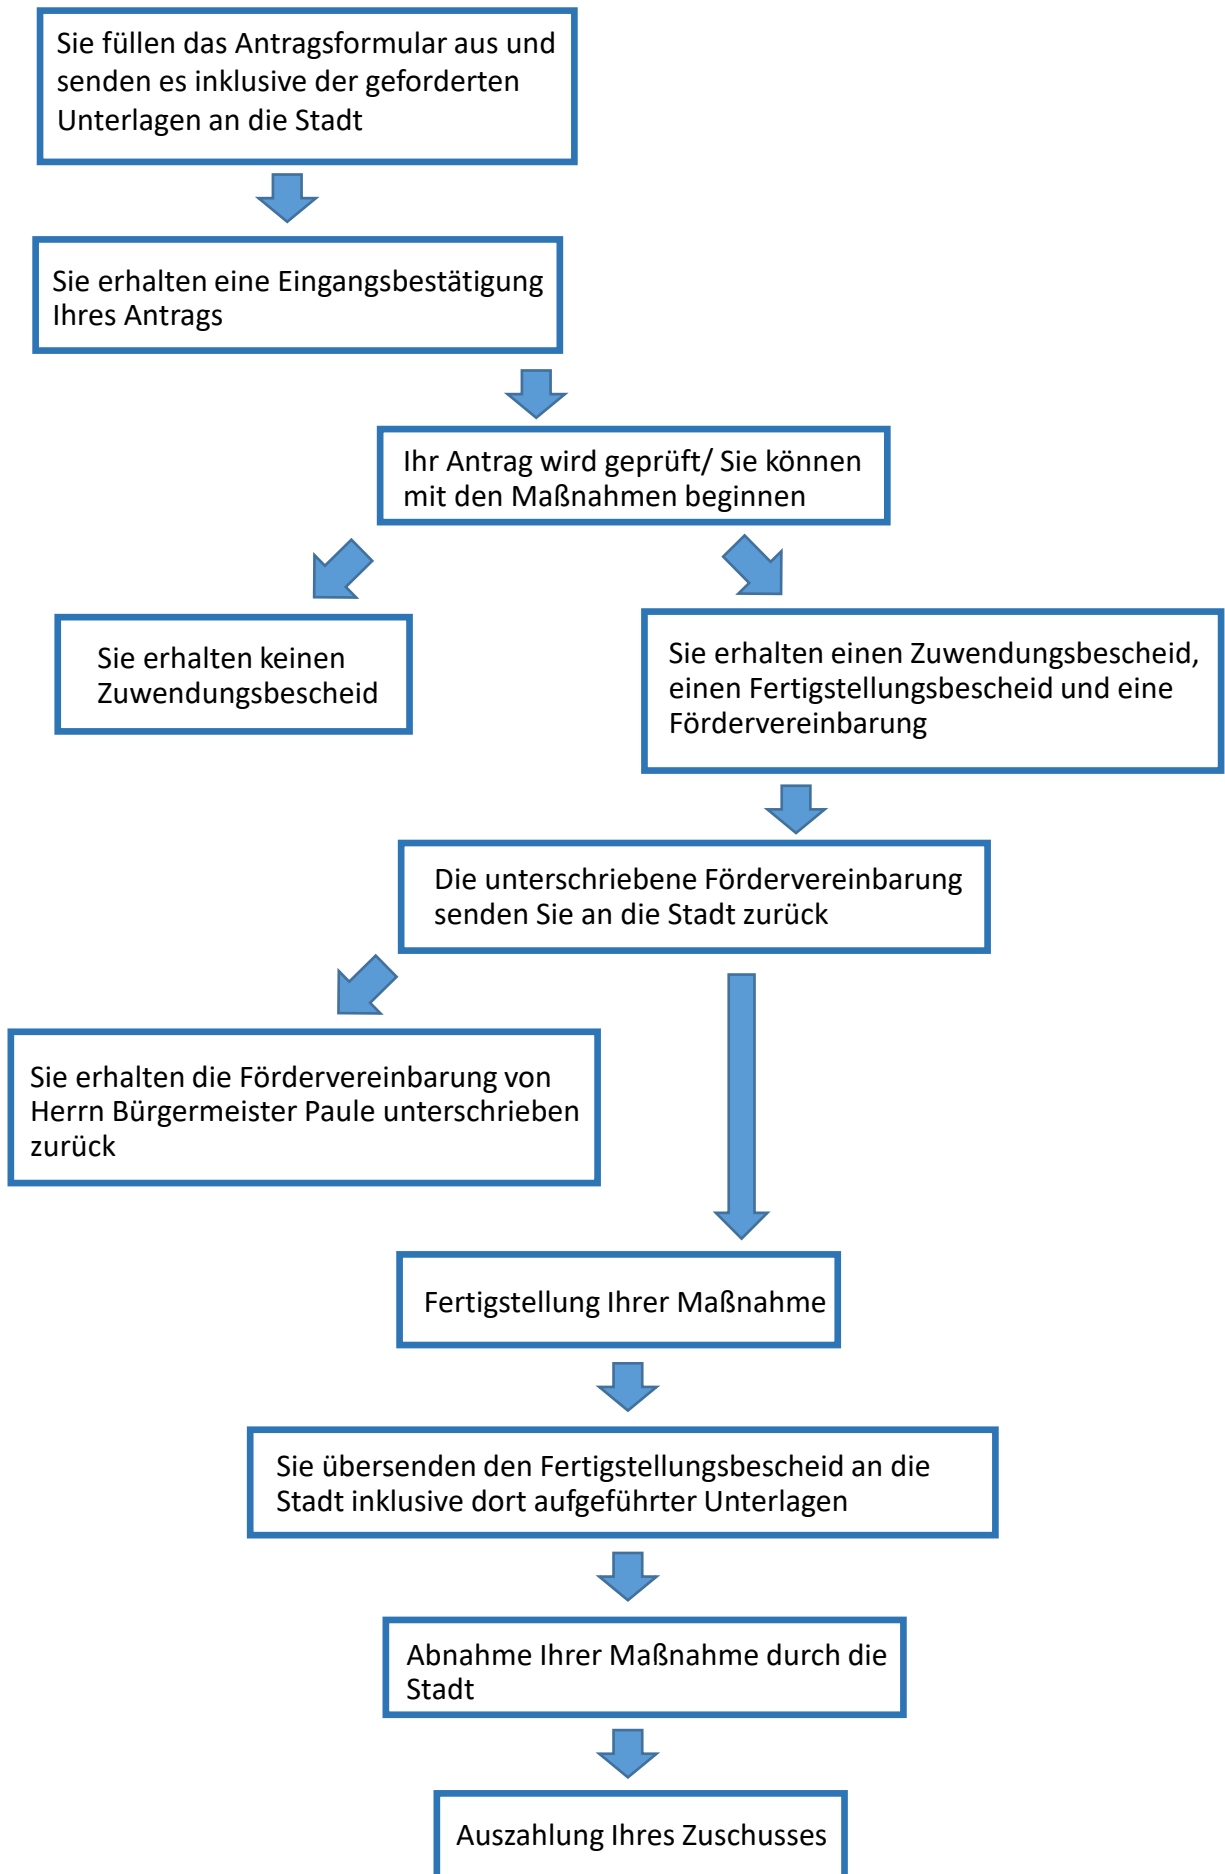 Sie füllen das Antragsformular aus und
senden es inklusive der geforderten
Unterlagen an die Stadt
Sie erhalten eine Eingangsbestätigung
Ihres Antrags
Ihr Antrag wird geprüft/ Sie können
mit den Maßnahmen beginnen
Sie erhalten keinen
Zuwendungsbescheid
Sie erhalten einen Zuwendungsbescheid,
einen Fertigstellungsbescheid und eine
Fördervereinbarung
Die unterschriebene Fördervereinbarung
senden Sie an die Stadt zurück
Sie erhalten die Fördervereinbarung von
Herrn Bürgermeister Paule unterschrieben
zurück
Fertigstellung Ihrer Maßnahme
Sie übersenden den Fertigstellungsbescheid an die
Stadt inklusive dort aufgeführter Unterlagen
Abnahme Ihrer Maßnahme durch die
Stadt
Auszahlung Ihres Zuschusses